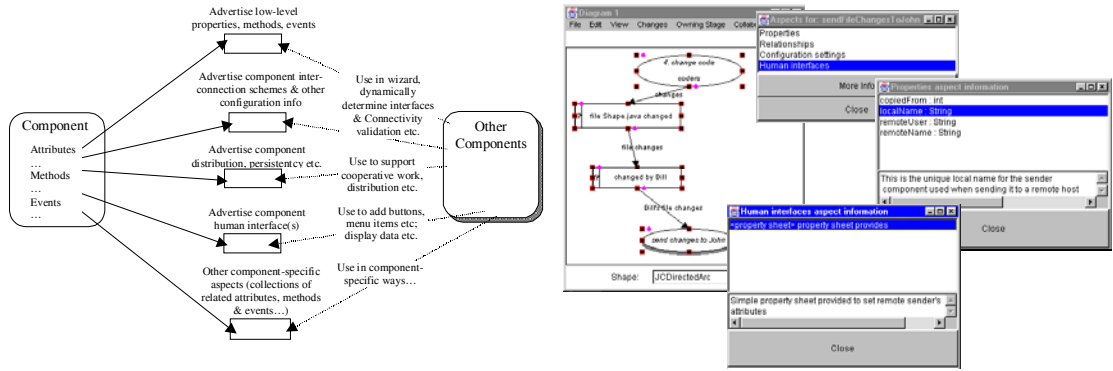 Advertise low-level
properties, methods, events
Advertise component inter-
connection schemes & other
configuration info
Advertise component
distribution, persistency etc.
Advertise component
human interface(s)
Other component-specific
aspects (collections of
related attributes, methods
& events…)
Component
Attributes
…
Methods
…
Events
…
Use in wizard,
dynamically
determine interfaces
& Connectivity
validation etc.
Use to support
cooperative work,
distribution etc.
Use to add buttons,
menu items etc;
display data etc.
Use in component-
specific ways…
Other
Components
Diagram 1
File Edit View Changes Owning Stage
4. change code
coders
changes
file Shape.java changed
file changes
changed by Bill
Bill's file changes
send changes to John
Shape: JCDirectedArc
Aspects for: sendFileChangesToJohn
Properties
Relationships
Configuration settings
Human interfaces
More Info
Close
Properties aspect information
copiedFrom : int
localName : String
remoteUser : String
remoteName : String
This is the unique local name for the sender
component used when sending it to a remote host
Close
Human interfaces aspect information
<property sheet> property sheet provides
Simple property sheet provided to set remote sender's
attributes
Close